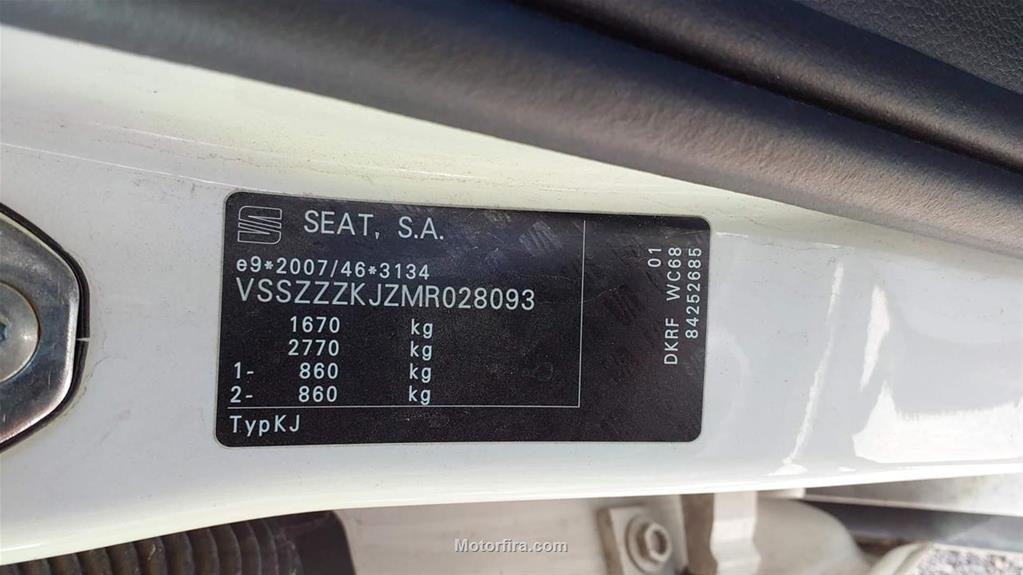 SEAT, S.A.
e9*2007/46*3134
VSSZZZKJZMR028093
1670 kg
2770 kg
1- 860 kg
2- 860 kg
TypKJ
01
DKRF WC68
84252685
Motorfira.com